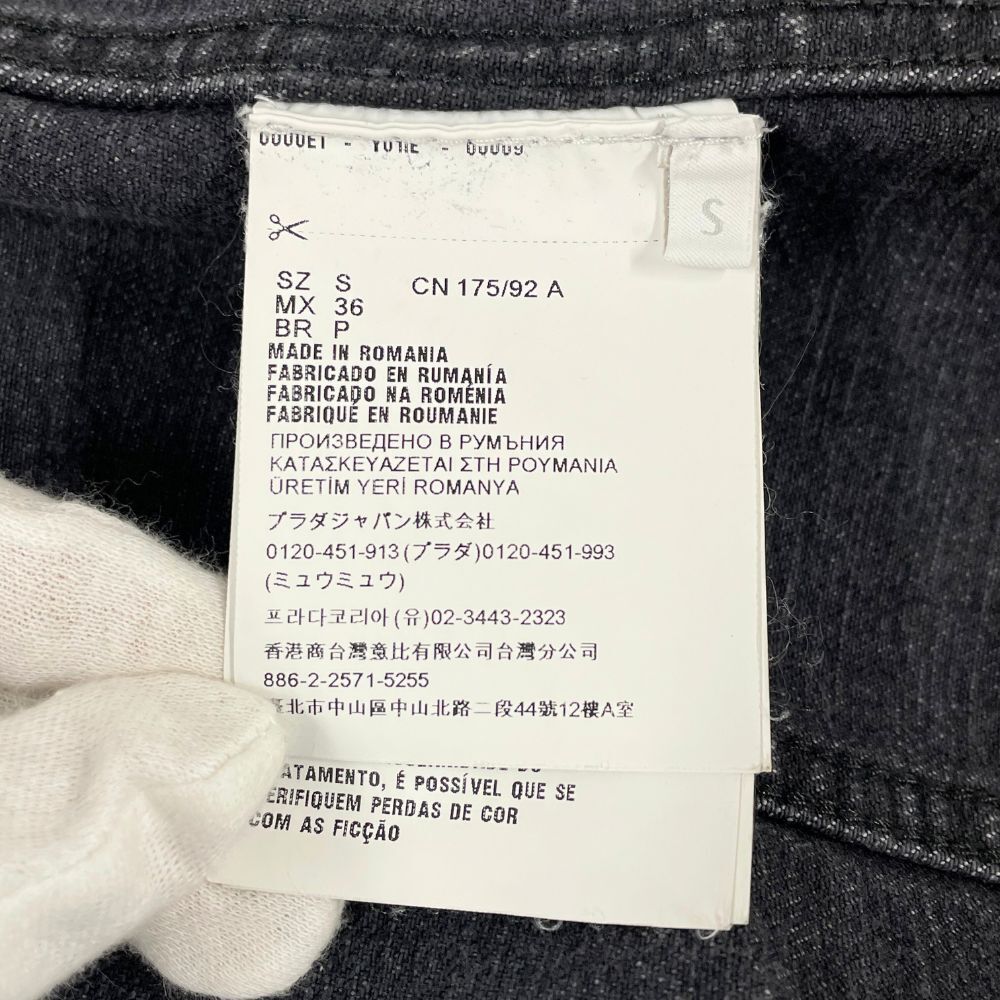 S
SZ S CN 175/92 A
MX 36
BR P
MADE IN ROMANIA
FABRICADO EN RUMANÍA
FABRICADO NA ROMÉNIA
FABRIQUÉ EN ROUMANIE
ПРОИЗВЕДЕНО В РУМЪНИЯ
ΚΑΤΑΣΚΕΥΑΖΕΤΑΙ ΣΤΗ ΡΟΥΜΑΝΙΑ
ÜRETİM YERİ ROMANYA
プラダジャパン株式会社
0120-451-913(プラダ)0120-451-993
(ミュウミュウ)
프라다코리아(유)02-3443-2323
香港商台灣意比有限公司台灣分公司
886-2-2571-5255
北市中山區中山北路二段44號12樓A室
É POSSÍVEL QUE SE
PERDAS DE COR
COM AS FICÇÃO